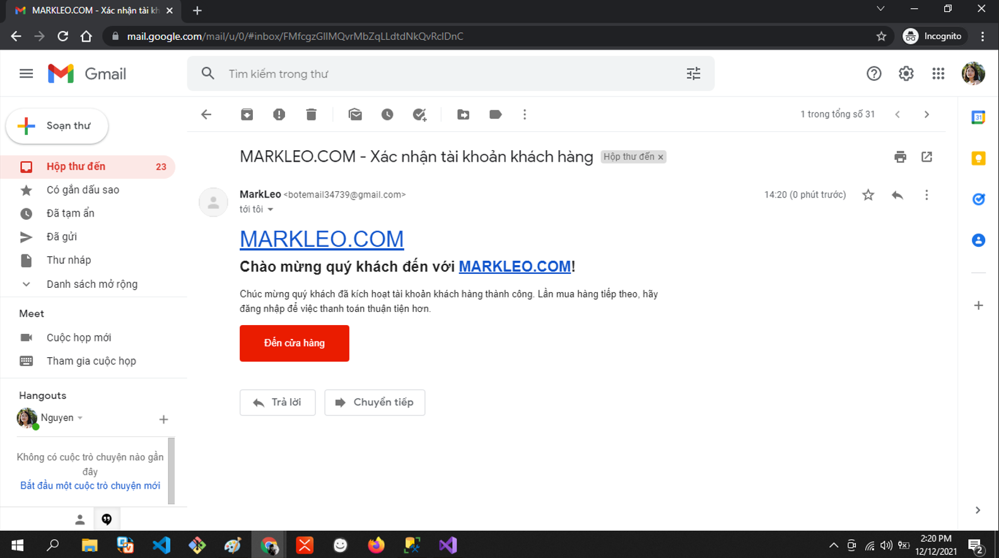 MARKLEO.COM - Xác nhận tài kh
mail.google.com/mail/u/0/#inbox/FMfcgzGllMQvrMbZqLLdtdNkQvRclDnC
Incognito
Gmail
Tìm kiếm trong thư
Soạn thư
1 trong tổng số 31
31
Hộp thư đến 23
Có gắn dấu sao
Đã tạm ẩn
Đã gửi
Thư nháp
Danh sách mở rộng
Meet
Cuộc họp mới
Tham gia cuộc họp
Hangouts
Nguyen
Không có cuộc trò chuyện nào gần
đây
Bắt đầu một cuộc trò chuyện mới
MARKLEO.COM - Xác nhận tài khoản khách hàng Hộp thư đến x
MarkLeo <botemail34739@gmail.com> 14:20 (0 phút trước)
tới tôi
MARKLEO.COM
Chào mừng quý khách đến với MARKLEO.COM!
Chúc mừng quý khách đã kích hoạt tài khoản khách hàng thành công. Lần mua hàng tiếp theo, hãy
đăng nhập để việc thanh toán thuận tiện hơn.
Đến cửa hàng
Trả lời
Chuyển tiếp
2:20 PM
12/12/2021
2